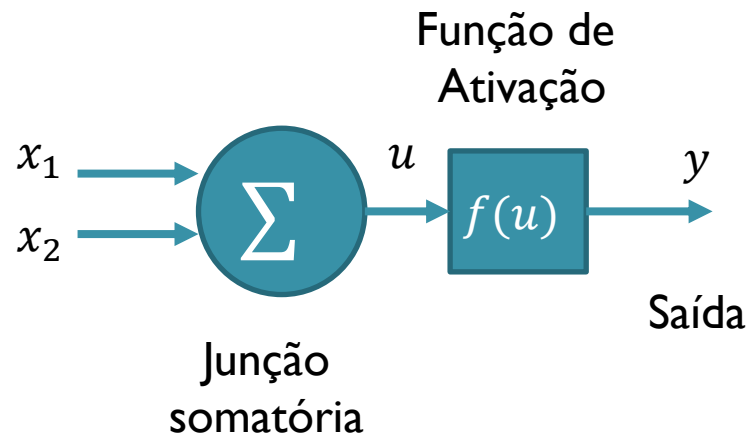 Função de
Ativação
x₁
u
y
x₂
∑
f(u)
Saída
Junção
somatória